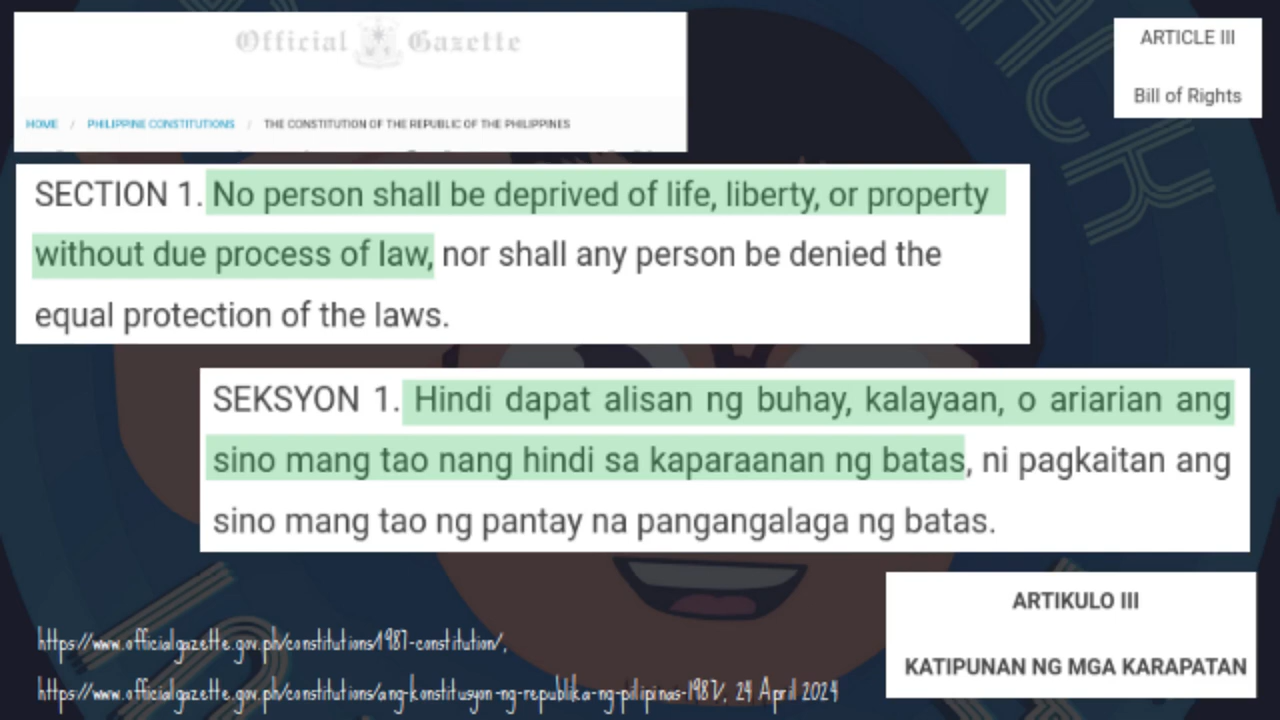 Official Gazette
ARTICLE III
Bill of Rights
HOME / PHILIPPINE CONSTITUTIONS / THE CONSTITUTION OF THE REPUBLIC OF THE PHILIPPINES
SECTION 1. No person shall be deprived of life, liberty, or property
without due process of law, nor shall any person be denied the
equal protection of the laws.
SEKSYON 1. Hindi dapat alisan ng buhay, kalayaan, o ariarian ang
sino mang tao nang hindi sa kaparaanan ng batas, ni pagkaitan ang
sino mang tao ng pantay na pangangalaga ng batas.
ARTIKULO III
KATIPUNAN NG MGA KARAPATAN
https://www.officialgazette.gov.ph/constitutions/1987-constitution/,
https://www.officialgazette.gov.ph/constitutions/ang-konstitusyon-ng-republika-ng-pilipinas-1987/, 24 April 2024